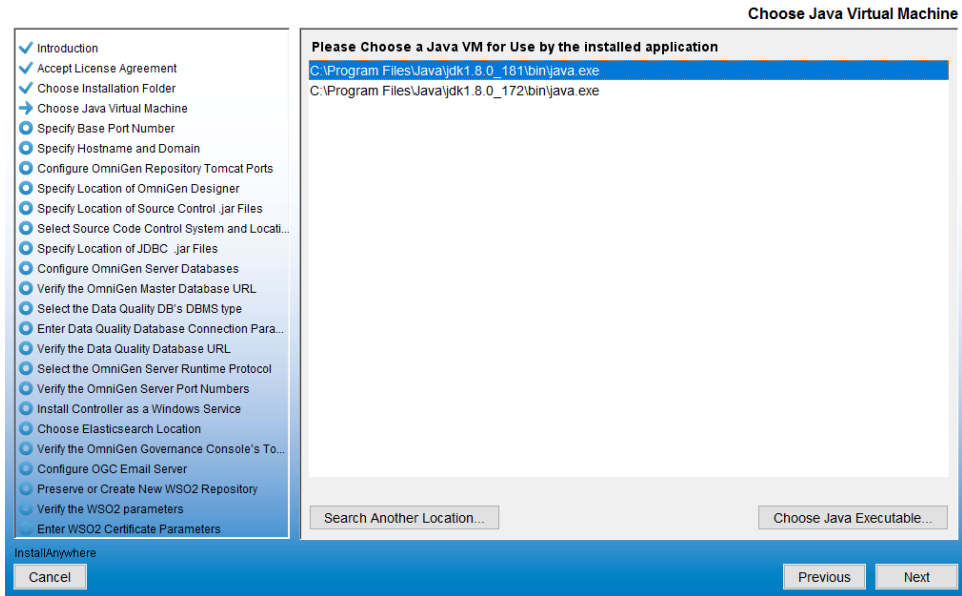 Choose Java Virtual Machine
Introduction
Accept License Agreement
Choose Installation Folder
Choose Java Virtual Machine
Specify Base Port Number
Specify Hostname and Domain
Configure OmniGen Repository Tomcat Ports
Specify Location of OmniGen Designer
Specify Location of Source Control .jar Files
Select Source Code Control System and Locati...
Specify Location of JDBC .jar Files
Configure OmniGen Server Databases
Verify the OmniGen Master Database URL
Select the Data Quality DB's DBMS type
Enter Data Quality Database Connection Para...
Verify the Data Quality Database URL
Select the OmniGen Server Runtime Protocol
Verify the OmniGen Server Port Numbers
Install Controller as a Windows Service
Choose Elasticsearch Location
Verify the OmniGen Governance Console's To...
Configure OGC Email Server
Preserve or Create New WSO2 Repository
Verify the WSO2 parameters
Enter WSO2 Certificate Parameters
Please Choose a Java VM for Use by the installed application
C:\Program Files\Java\jdk1.8.0_181\bin\java.exe
C:\Program Files\Java\jdk1.8.0_172\bin\java.exe
Search Another Location...
Choose Java Executable...
InstallAnywhere
Cancel
Previous
Next